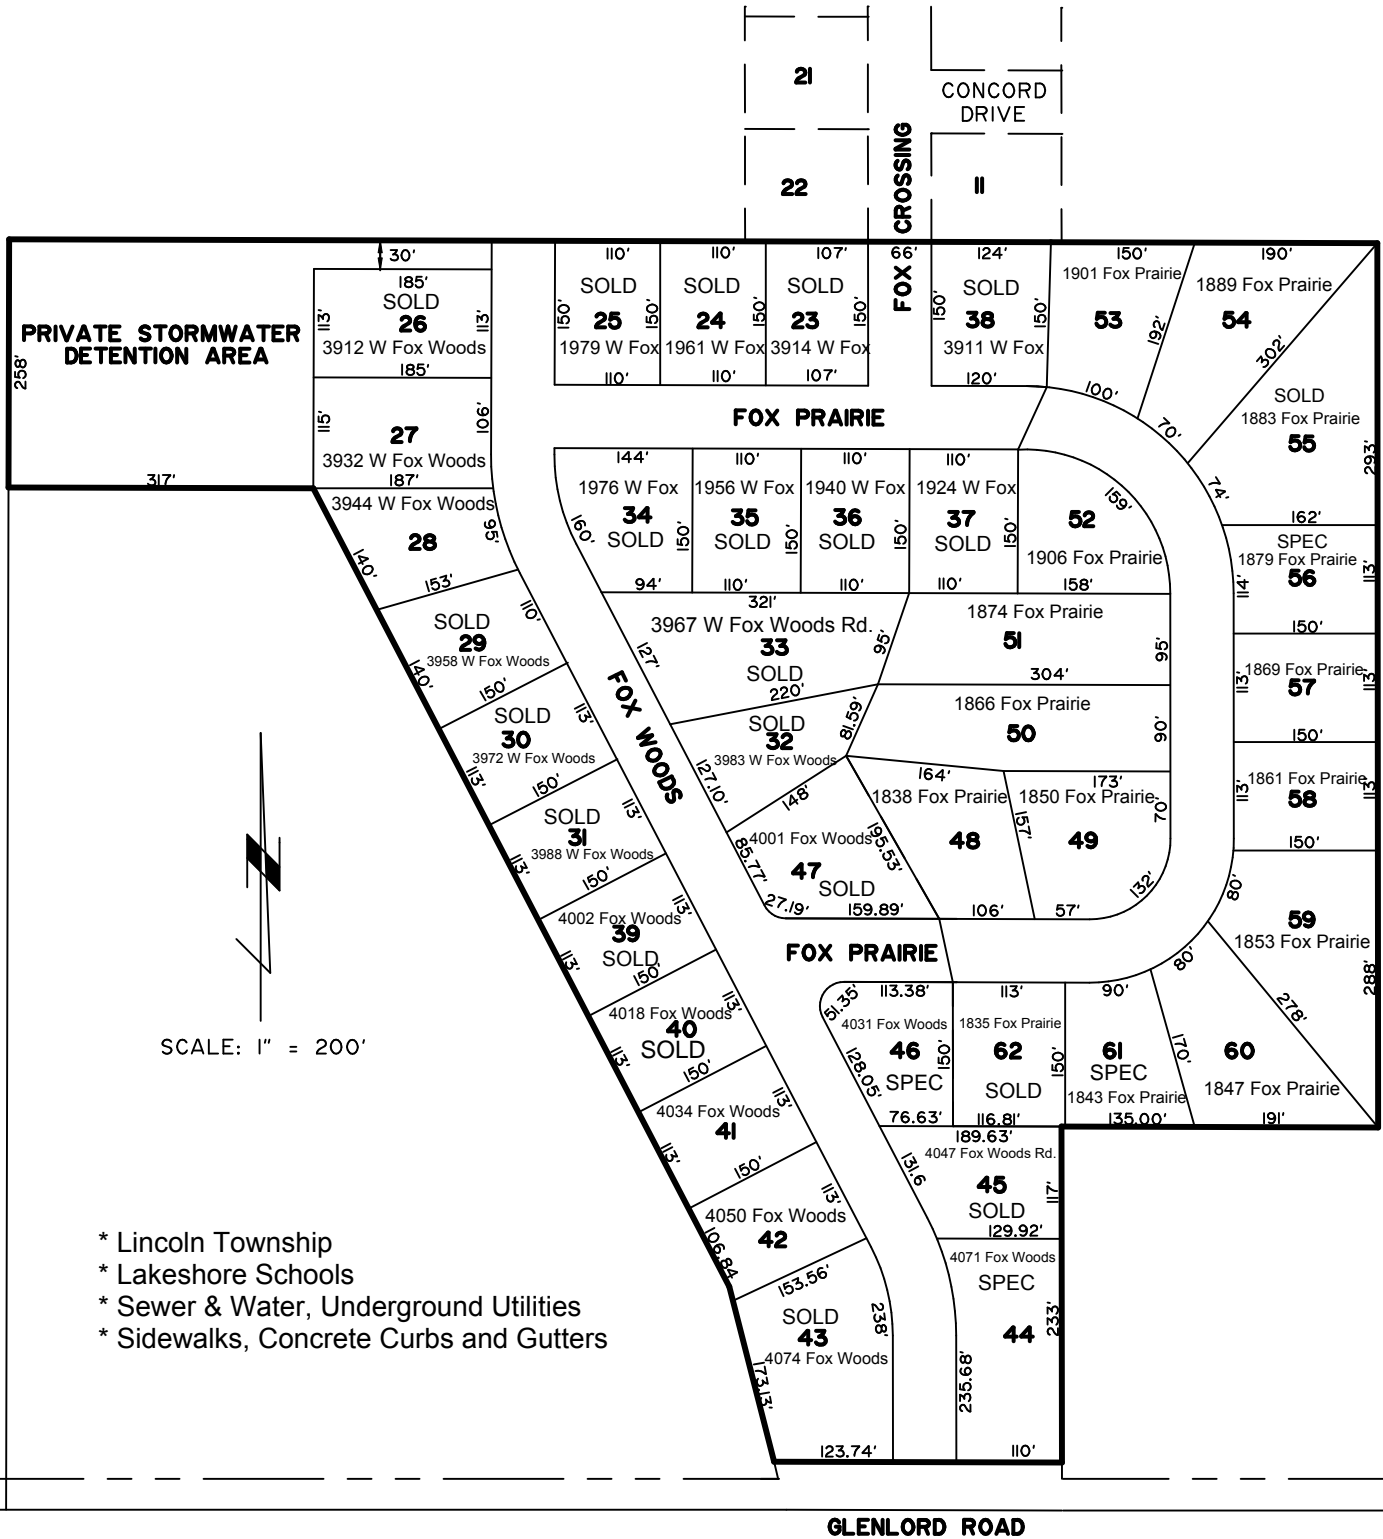 21
CONCORD
DRIVE
22
FOX CROSSING
11
30'
110'
110'
107'
66'
124'
150'
190'
185'
SOLD
26
3912 W Fox Woods
113'
113'
185'
PRIVATE STORMWATER
DETENTION AREA
258'
317'
SOLD
25
1979 W Fox
150'
150'
110'
SOLD
24
1961 W Fox
150'
110'
SOLD
23
3914 W Fox
150'
107'
SOLD
38
3911 W Fox
150'
150'
120'
1901 Fox Prairie
53
192'
100'
1889 Fox Prairie
54
302'
70'
SOLD
1883 Fox Prairie
55
293'
74'
162'
115'
27
106'
3932 W Fox Woods
187'
FOX PRAIRIE
144'
1976 W Fox
34
SOLD
160'
150'
94'
110'
1956 W Fox
35
SOLD
150'
110'
110'
1940 W Fox
36
SOLD
150'
110'
110'
1924 W Fox
37
SOLD
150'
110'
159'
52
1906 Fox Prairie
158'
3944 W Fox Woods
28
95'
140'
153'
SPEC
1879 Fox Prairie
56
114'
113'
150'
SOLD
29
3958 W Fox Woods
110'
140'
150'
321'
3967 W Fox Woods Rd.
33
SOLD
127'
95'
220'
1874 Fox Prairie
51
95'
304'
1869 Fox Prairie
57
113'
113'
150'
SOLD
30
3972 W Fox Woods
113'
113'
150'
FOX WOODS
SOLD
32
3983 W Fox Woods
81.59'
127.10'
148'
1866 Fox Prairie
50
90'
164'
173'
1861 Fox Prairie
58
113'
113'
150'
SOLD
31
3988 W Fox Woods
113'
113'
150'
4001 Fox Woods
47
SOLD
85.77'
195.53'
27.19'
159.89'
1838 Fox Prairie
48
157'
106'
1850 Fox Prairie
49
70'
132'
57'
80'
59
1853 Fox Prairie
288'
278'
4002 Fox Woods
39
SOLD
113'
113'
150'
FOX PRAIRIE
80'
4018 Fox Woods
40
SOLD
113'
113'
150'
51.35'
113.38'
4031 Fox Woods
46
SPEC
150'
128.05'
76.63'
113'
1835 Fox Prairie
62
SOLD
150'
116.81'
90'
61
SPEC
1843 Fox Prairie
170'
135.00'
60
1847 Fox Prairie
191'
SCALE: 1" = 200'
4034 Fox Woods
41
113'
113'
150'
189.63'
4047 Fox Woods Rd.
45
SOLD
131.6
117'
129.92'
4050 Fox Woods
42
113'
106.84
153.56'
4071 Fox Woods
SPEC
44
233'
235.68'
110'
SOLD
43
4074 Fox Woods
238'
173.13'
123.74'
* Lincoln Township
* Lakeshore Schools
* Sewer & Water, Underground Utilities
* Sidewalks, Concrete Curbs and Gutters
GLENLORD ROAD